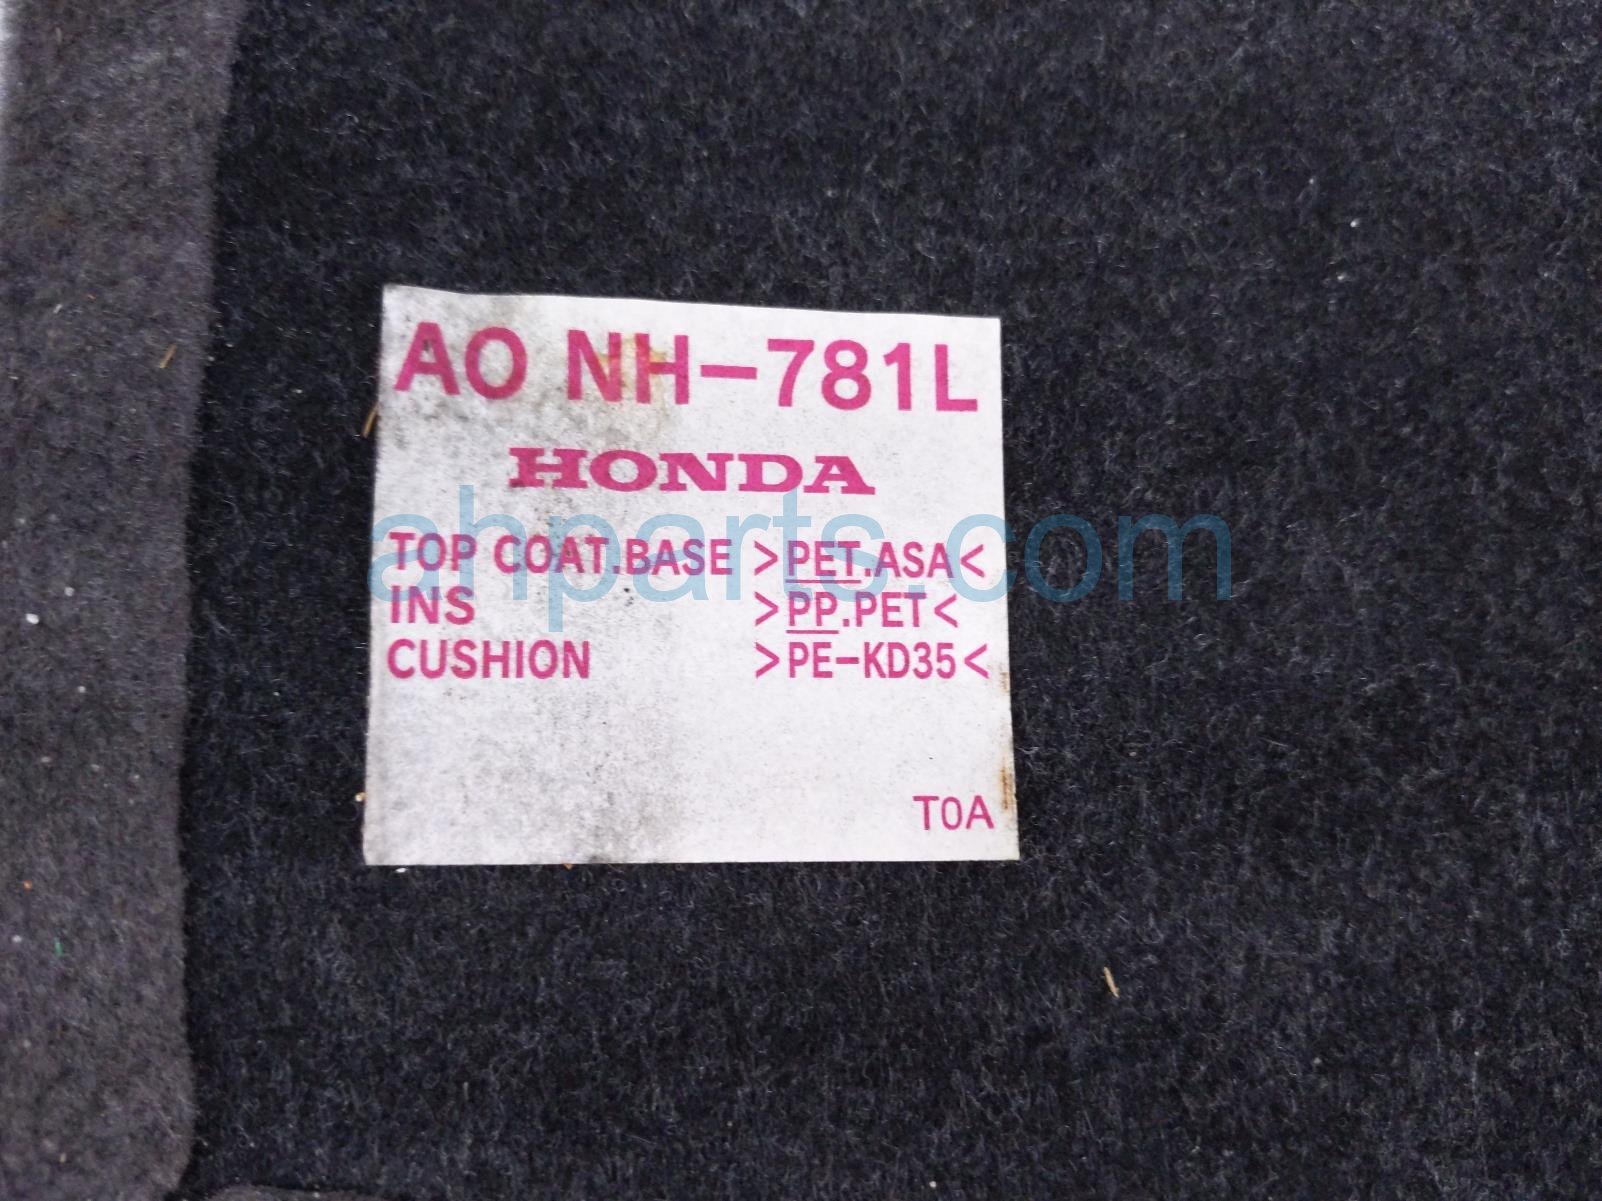 AO NH-781L
HONDA
ahparts.com
TOP COAT.BASE >PET.ASA<
INS >PP.PET<
CUSHION >PE-KD35<
T0A